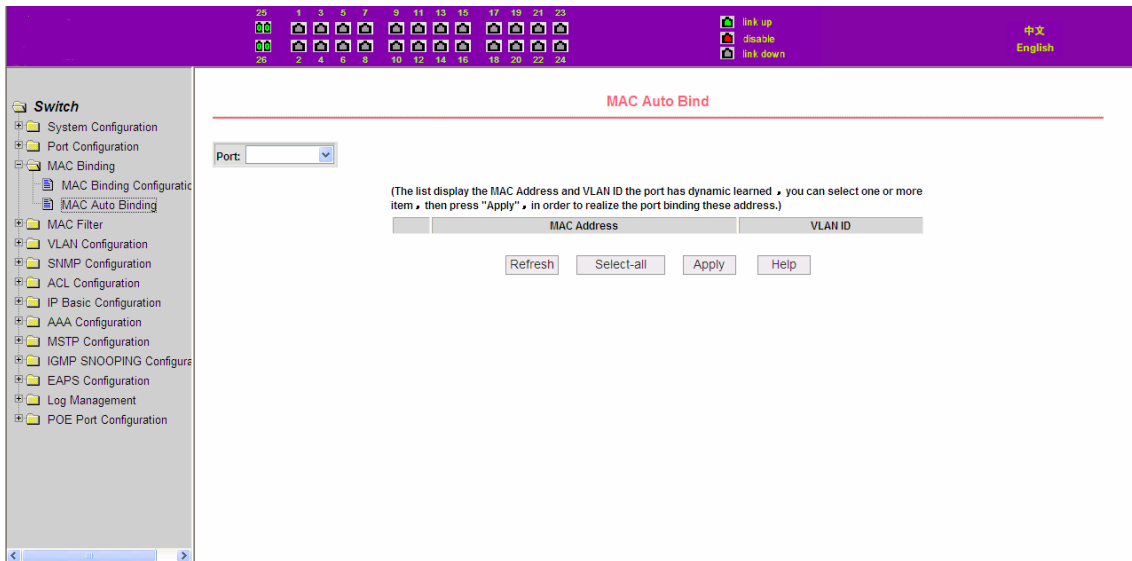 25 1 3 5 7 9 11 13 15 17 19 21 23
26 2 4 6 8 10 12 14 16 18 20 22 24
link up
disable
link down
中文
English
Switch
System Configuration
Port Configuration
MAC Binding
MAC Binding Configuratic
MAC Auto Binding
MAC Filter
VLAN Configuration
SNMP Configuration
ACL Configuration
IP Basic Configuration
AAA Configuration
MSTP Configuration
IGMP SNOOPING Configura
EAPS Configuration
Log Management
POE Port Configuration
MAC Auto Bind
Port:
(The list display the MAC Address and VLAN ID the port has dynamic learned , you can select one or more
item , then press "Apply" , in order to realize the port binding these address.)
MAC Address VLAN ID
Refresh Select-all Apply Help